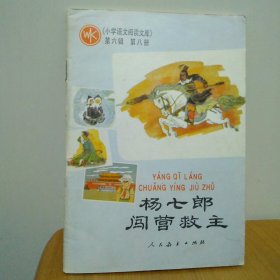 WK
《小学语文阅读文库》
第六辑 第八册
YÁNG QĪ LÁNG
CHUǍNG YÍNG JIÙ ZHǓ
杨七郎
闯营救主
人民教育出版社